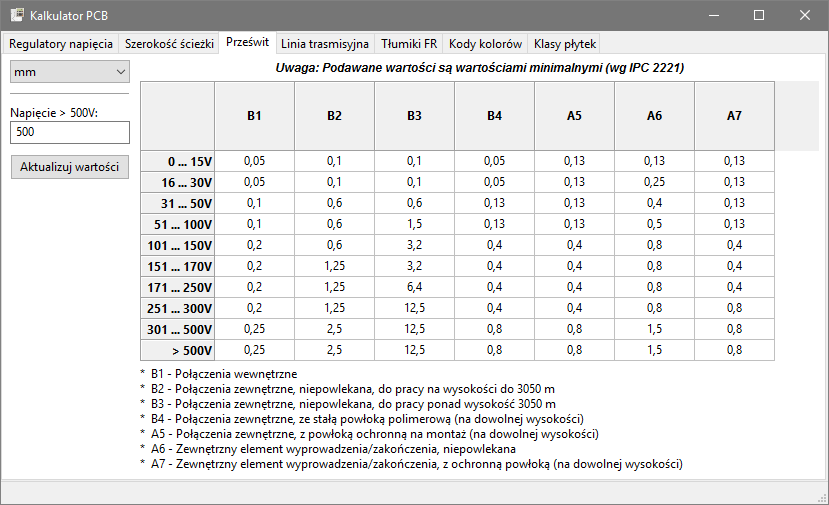 Kalkulator PCB
Regulatory napięcia Szerokość ścieżki Prześwit Linia trasmisyjna Tłumiki FR Kody kolorów Klasy płytek
mm
Napięcie > 500V:
500
Aktualizuj wartości
Uwaga: Podawane wartości są wartościami minimalnymi (wg IPC 2221)
B1 B2 B3 B4 A5 A6 A7
0 ... 15V 0,05 0,1 0,1 0,05 0,13 0,13 0,13
16 ... 30V 0,05 0,1 0,1 0,05 0,13 0,25 0,13
31 ... 50V 0,1 0,6 0,6 0,13 0,13 0,4 0,13
51 ... 100V 0,1 0,6 1,5 0,13 0,13 0,5 0,13
101 ... 150V 0,2 0,6 3,2 0,4 0,4 0,8 0,4
151 ... 170V 0,2 1,25 3,2 0,4 0,4 0,8 0,4
171 ... 250V 0,2 1,25 6,4 0,4 0,4 0,8 0,4
251 ... 300V 0,2 1,25 12,5 0,4 0,4 0,8 0,8
301 ... 500V 0,25 2,5 12,5 0,8 0,8 1,5 0,8
> 500V 0,25 2,5 12,5 0,8 0,8 1,5 0,8
* B1 - Połączenia wewnętrzne
* B2 - Połączenia zewnętrzne, niepowlekana, do pracy na wysokości do 3050 m
* B3 - Połączenia zewnętrzne, niepowlekana, do pracy ponad wysokość 3050 m
* B4 - Połączenia zewnętrzne, ze stałą powłoką polimerową (na dowolnej wysokości)
* A5 - Połączenia zewnętrzne, z powłoką ochronną na montaż (na dowolnej wysokości)
* A6 - Zewnętrzny element wyprowadzenia/zakończenia, niepowlekana
* A7 - Zewnętrzny element wyprowadzenia/zakończenia, z ochronną powłoką (na dowolnej wysokości)